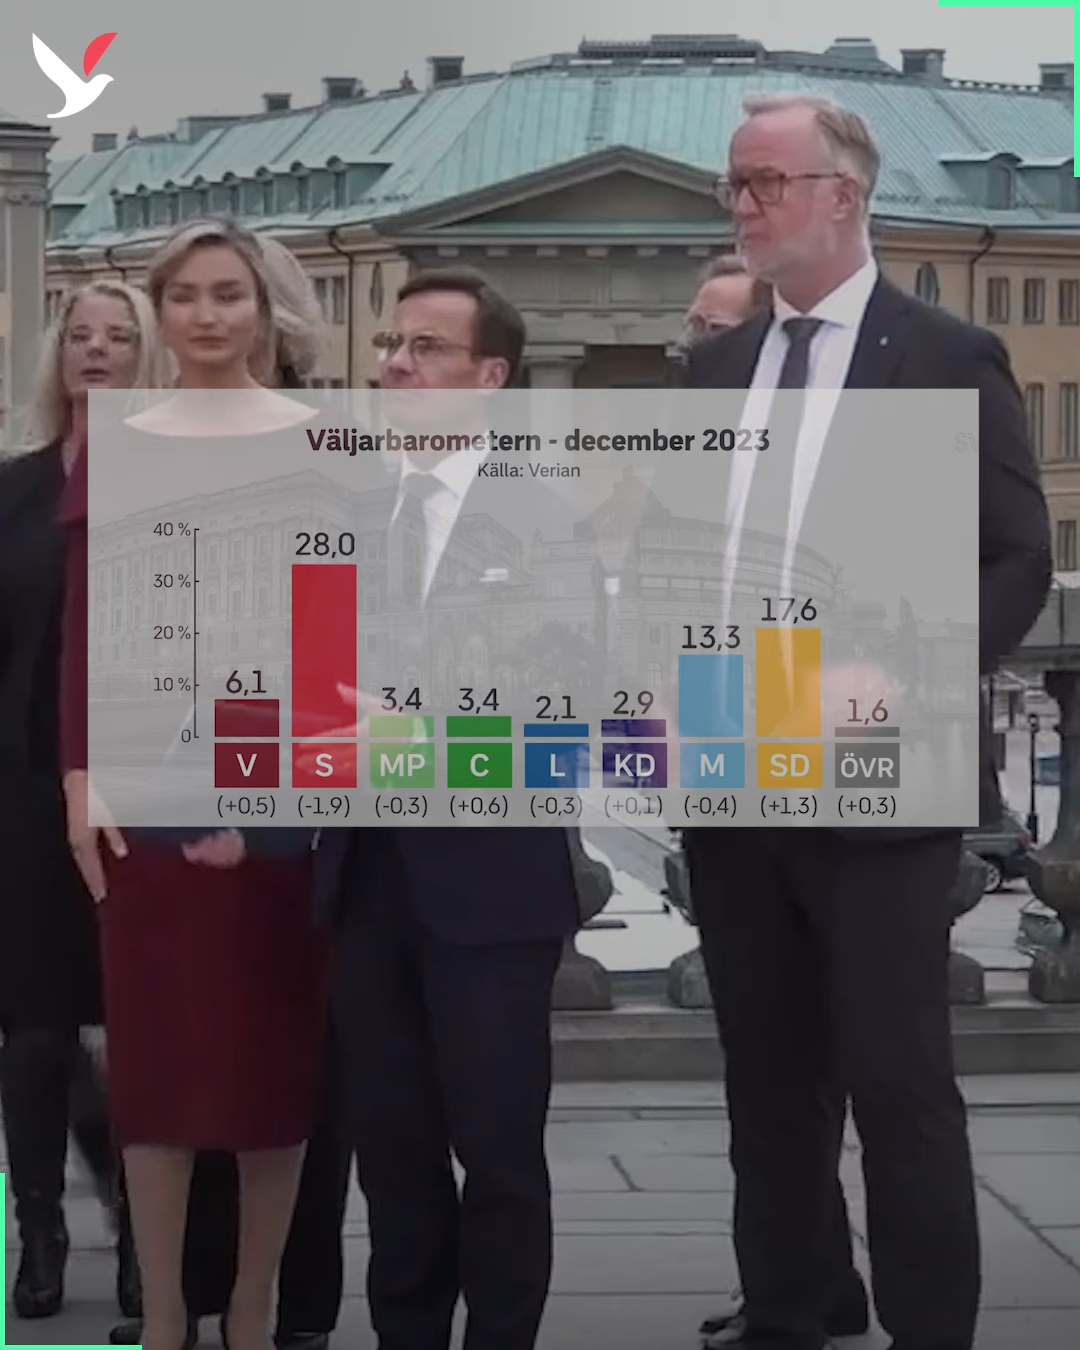 Väljarbarometern - december 2023
Källa: Verian
40 %
30 %
20 %
10 %
0
6,1 28,0 3,4 3,4 2,1 2,9 13,3 17,6 1,6
V S MP C L KD M SD ÖVR
(+0,5) (-1,9) (-0,3) (+0,6) (-0,3) (+0,1) (-0,4) (+1,3) (+0,3)